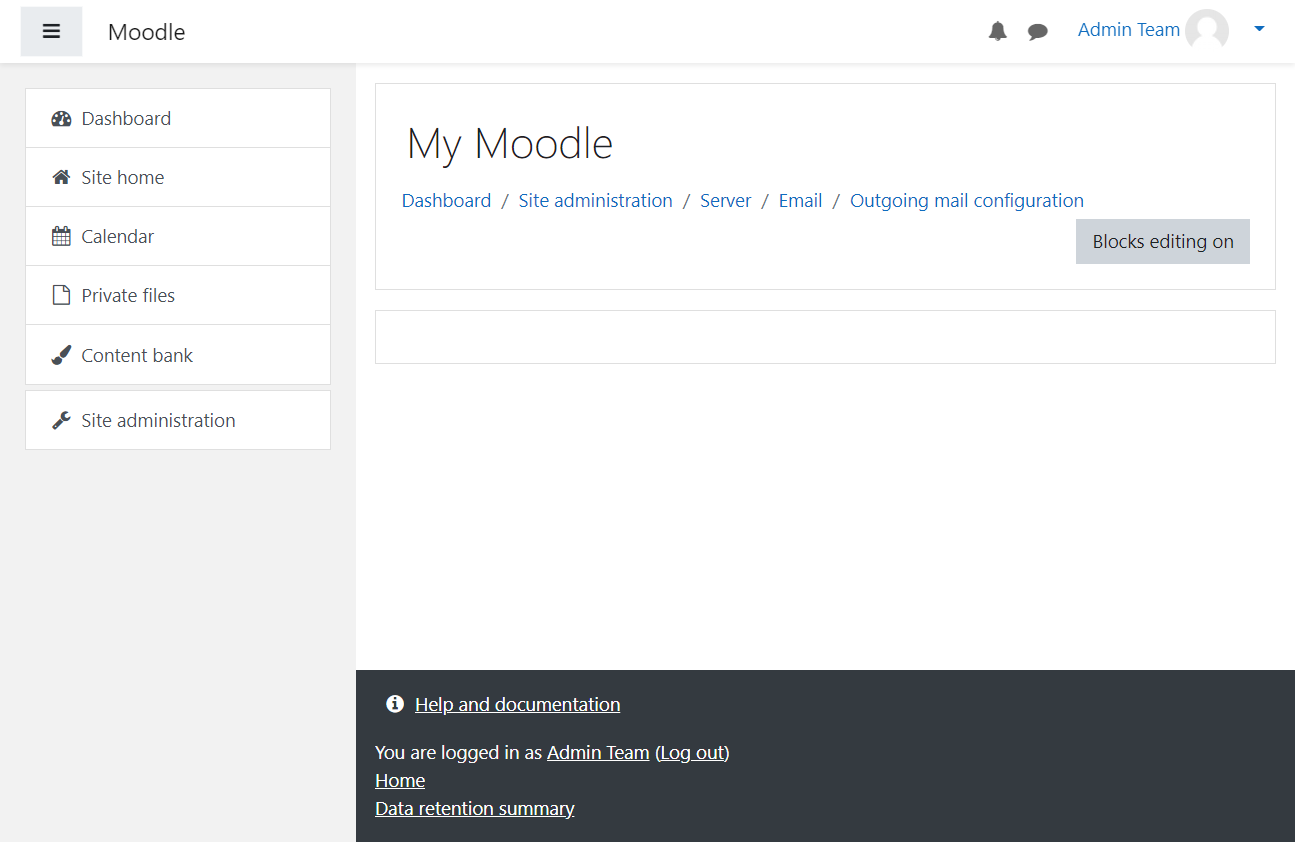 Moodle
Admin Team
Dashboard
Site home
Calendar
Private files
Content bank
Site administration
My Moodle
Dashboard / Site administration / Server / Email / Outgoing mail configuration
Blocks editing on
Help and documentation
You are logged in as Admin Team (Log out)
Home
Data retention summary